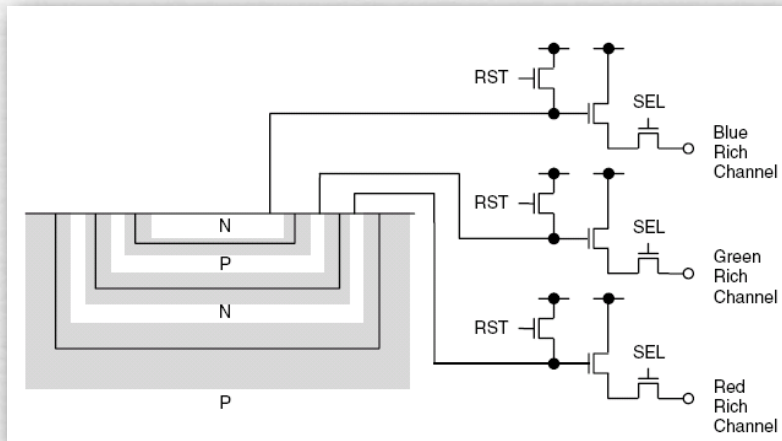 RST
SEL
Blue
Rich
Channel
RST
SEL
Green
Rich
Channel
RST
SEL
Red
Rich
Channel
N
P
N
P